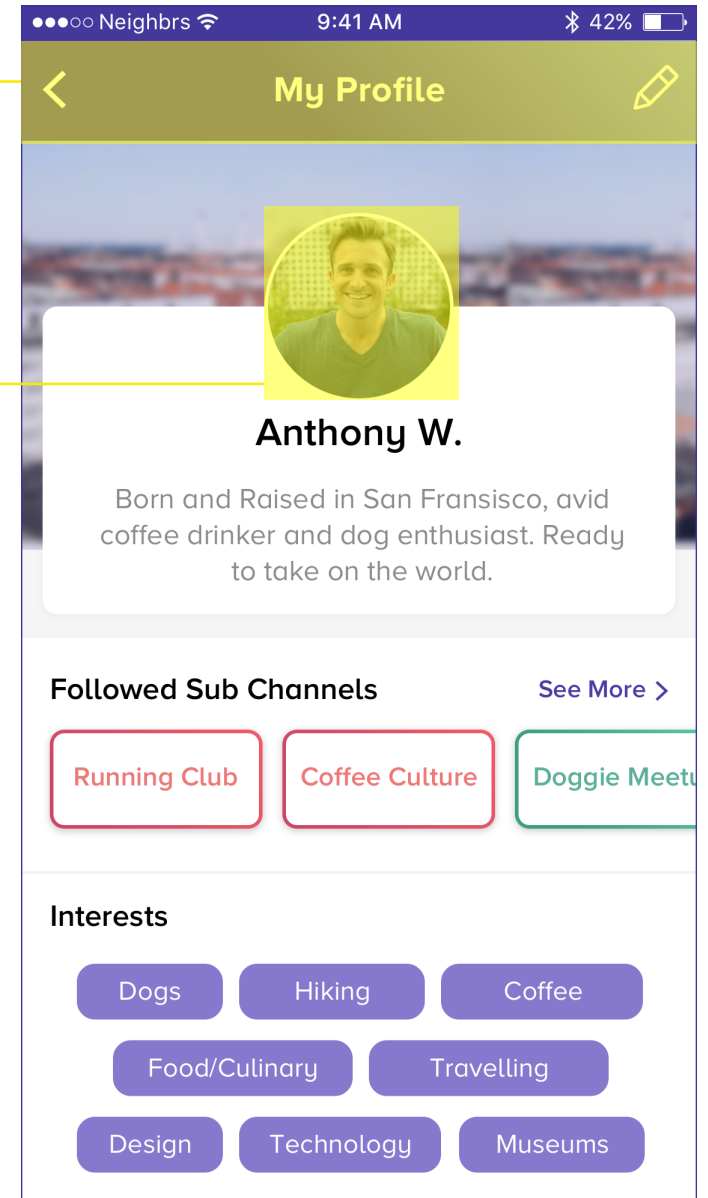 Neighbrs 9:41 AM 42%
My Profile
Anthony W.
Born and Raised in San Fransisco, avid
coffee drinker and dog enthusiast. Ready
to take on the world.
Followed Sub Channels See More >
Running Club Coffee Culture Doggie Meetu
Interests
Dogs Hiking Coffee
Food/Culinary Travelling
Design Technology Museums